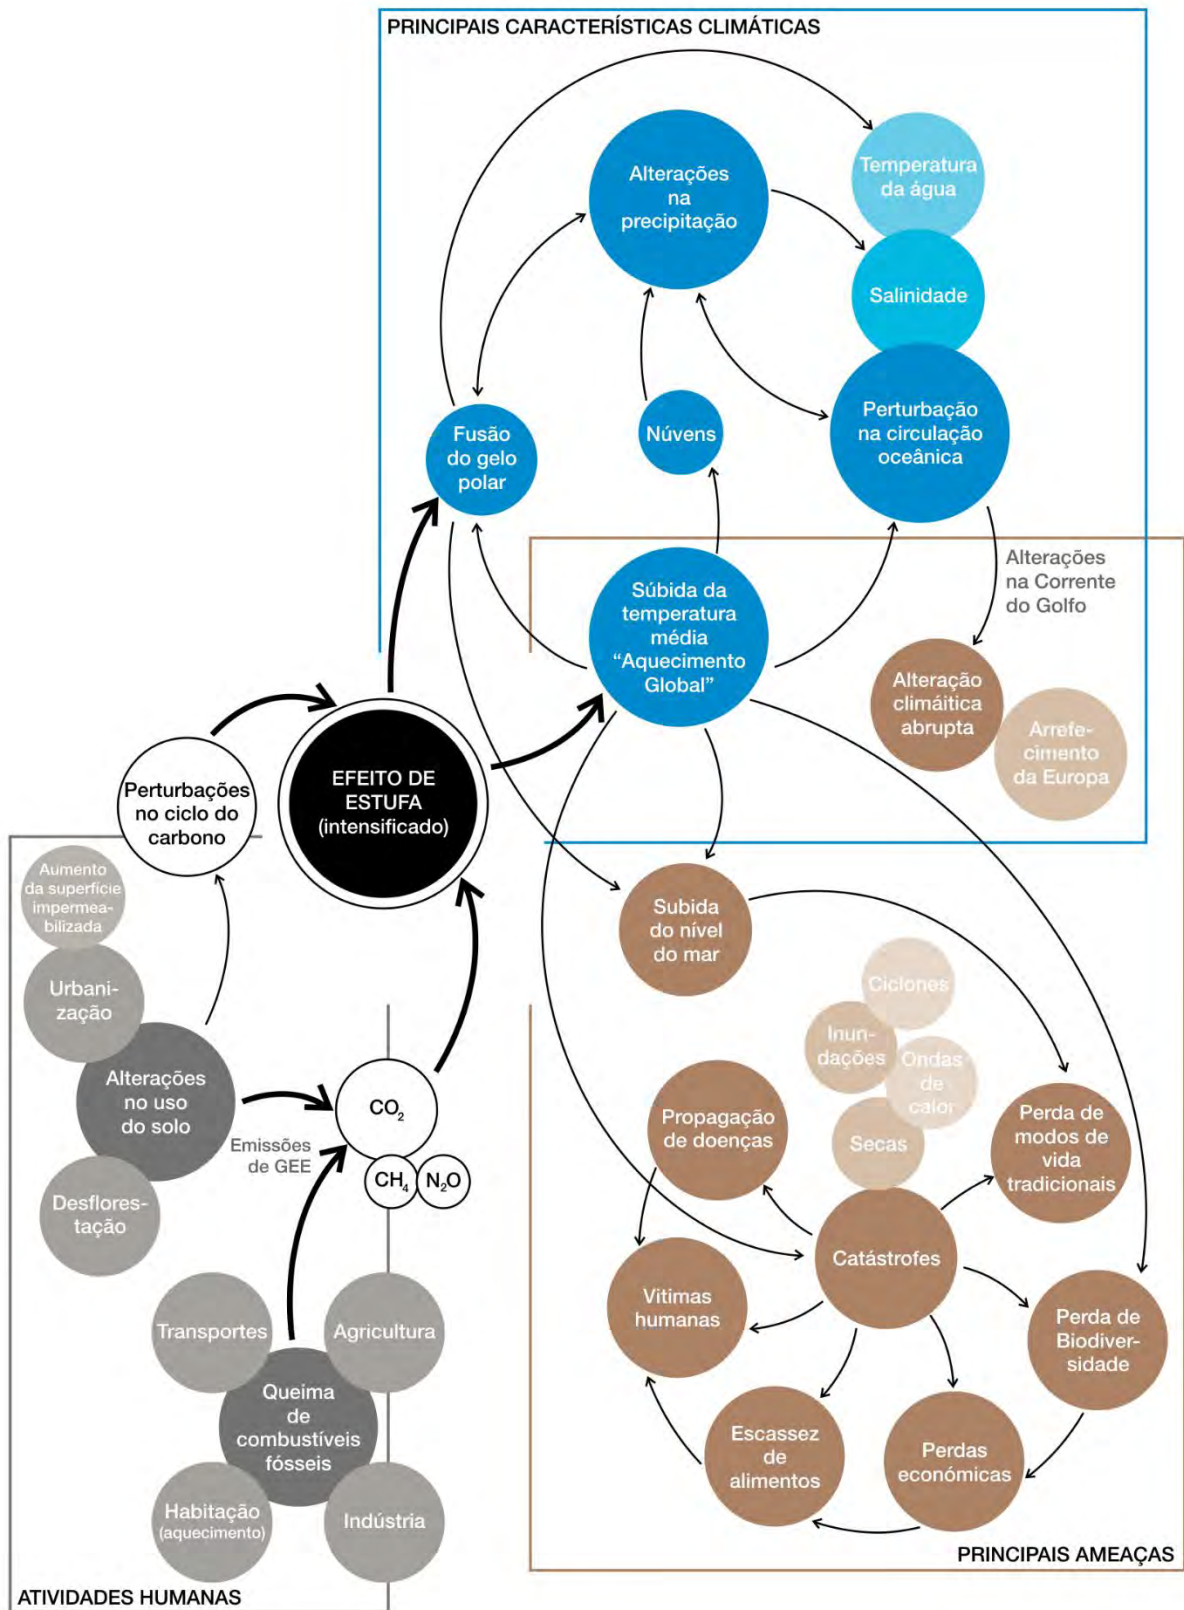 PRINCIPAIS CARACTERÍSTICAS CLIMÁTICAS
Temperatura
da água
Alterações
na
precipitação
Salinidade
Perturbação
na circulação
oceânica
Núvens
Fusão
do gelo
polar
Alterações
na Corrente
do Golfo
Súbida da
temperatura
média
“Aquecimento
Global”
Alteração
climáitica
abrupta
Arrefe-
cimento
da Europa
Perturbações
no ciclo do
carbono
EFEITO DE
ESTUFA
(intensificado)
Aumento
da superfície
impermea-
bilizada
Urbani-
zação
Alterações
no uso
do solo
Desflores-
tação
Emissões
de GEE
CO₂
CH₄
N₂O
Transportes
Agricultura
Queima
de
combustíveis
fósseis
Habitação
(aquecimento)
Indústria
ATIVIDADES HUMANAS
Subida
do nível
do mar
Ciclones
Inun-
dações
Ondas
de
calor
Secas
Propagação
de doenças
Perda de
modos de
vida
tradicionais
Catástrofes
Vitimas
humanas
Perda de
Biodiver-
sidade
Escassez
de
alimentos
Perdas
económicas
PRINCIPAIS AMEAÇAS